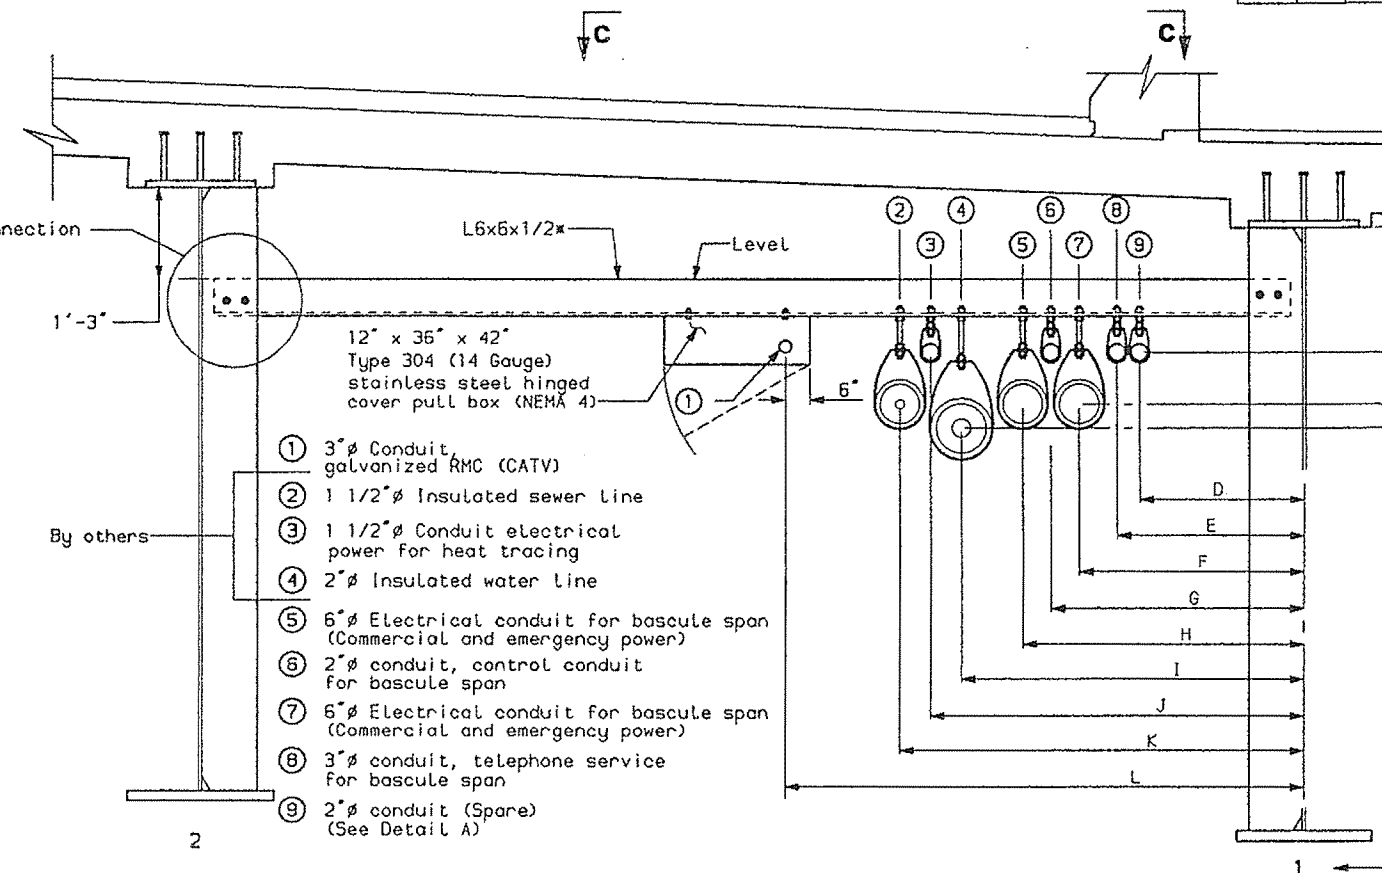 C
C
nnection
1'-3"
L6x6x1/2*
Level
2
3
4
5
6
7
8
9
12" x 36" x 42"
Type 304 (14 Gauge)
stainless steel hinged
cover pull box (NEMA 4)
1
6"
1 3"ø Conduit,
galvanized RMC (CATV)
2 1 1/2"ø Insulated sewer line
3 1 1/2"ø Conduit electrical
power for heat tracing
4 2"ø Insulated water line
By others
5 6"ø Electrical conduit for bascule span
(Commercial and emergency power)
6 2"ø conduit, control conduit
for bascule span
7 6"ø Electrical conduit for bascule span
(Commercial and emergency power)
8 3"ø conduit, telephone service
for bascule span
9 2"ø conduit (Spare)
(See Detail A)
D
E
F
G
H
I
J
K
L
2
1